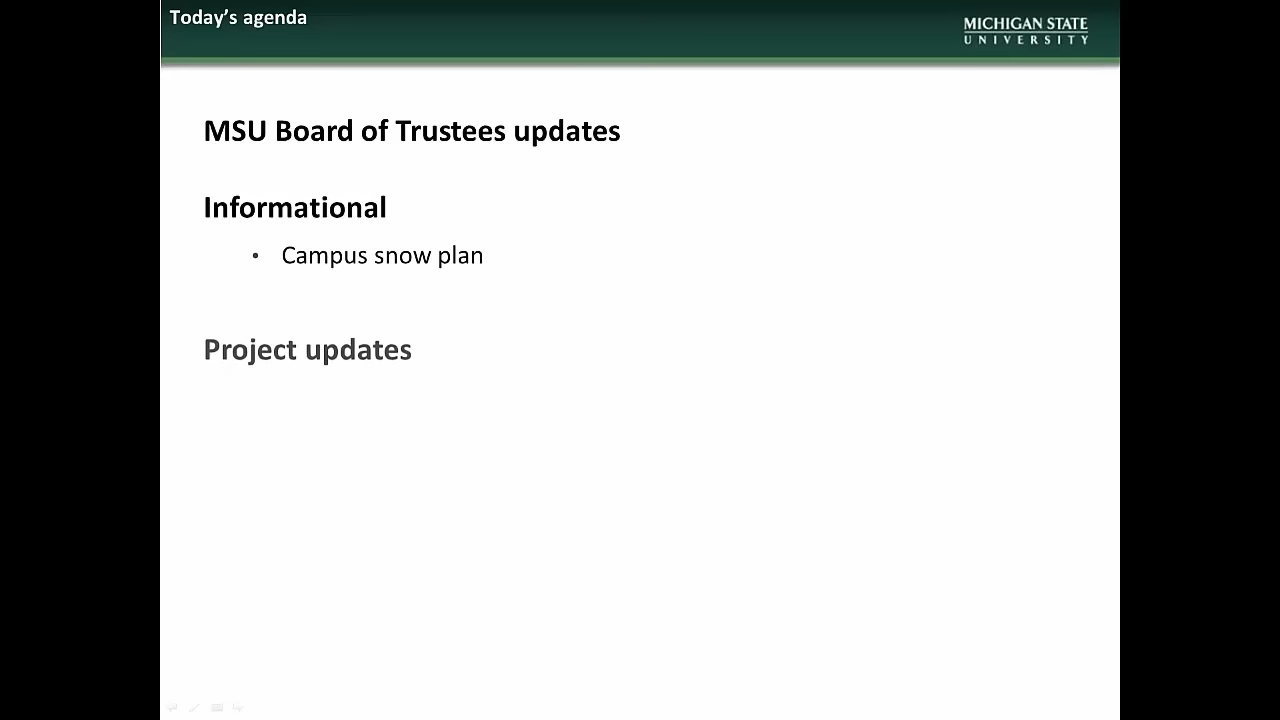 Today’s agenda
MICHIGAN STATE
UNIVERSITY
MSU Board of Trustees updates
Informational
• Campus snow plan
Project updates